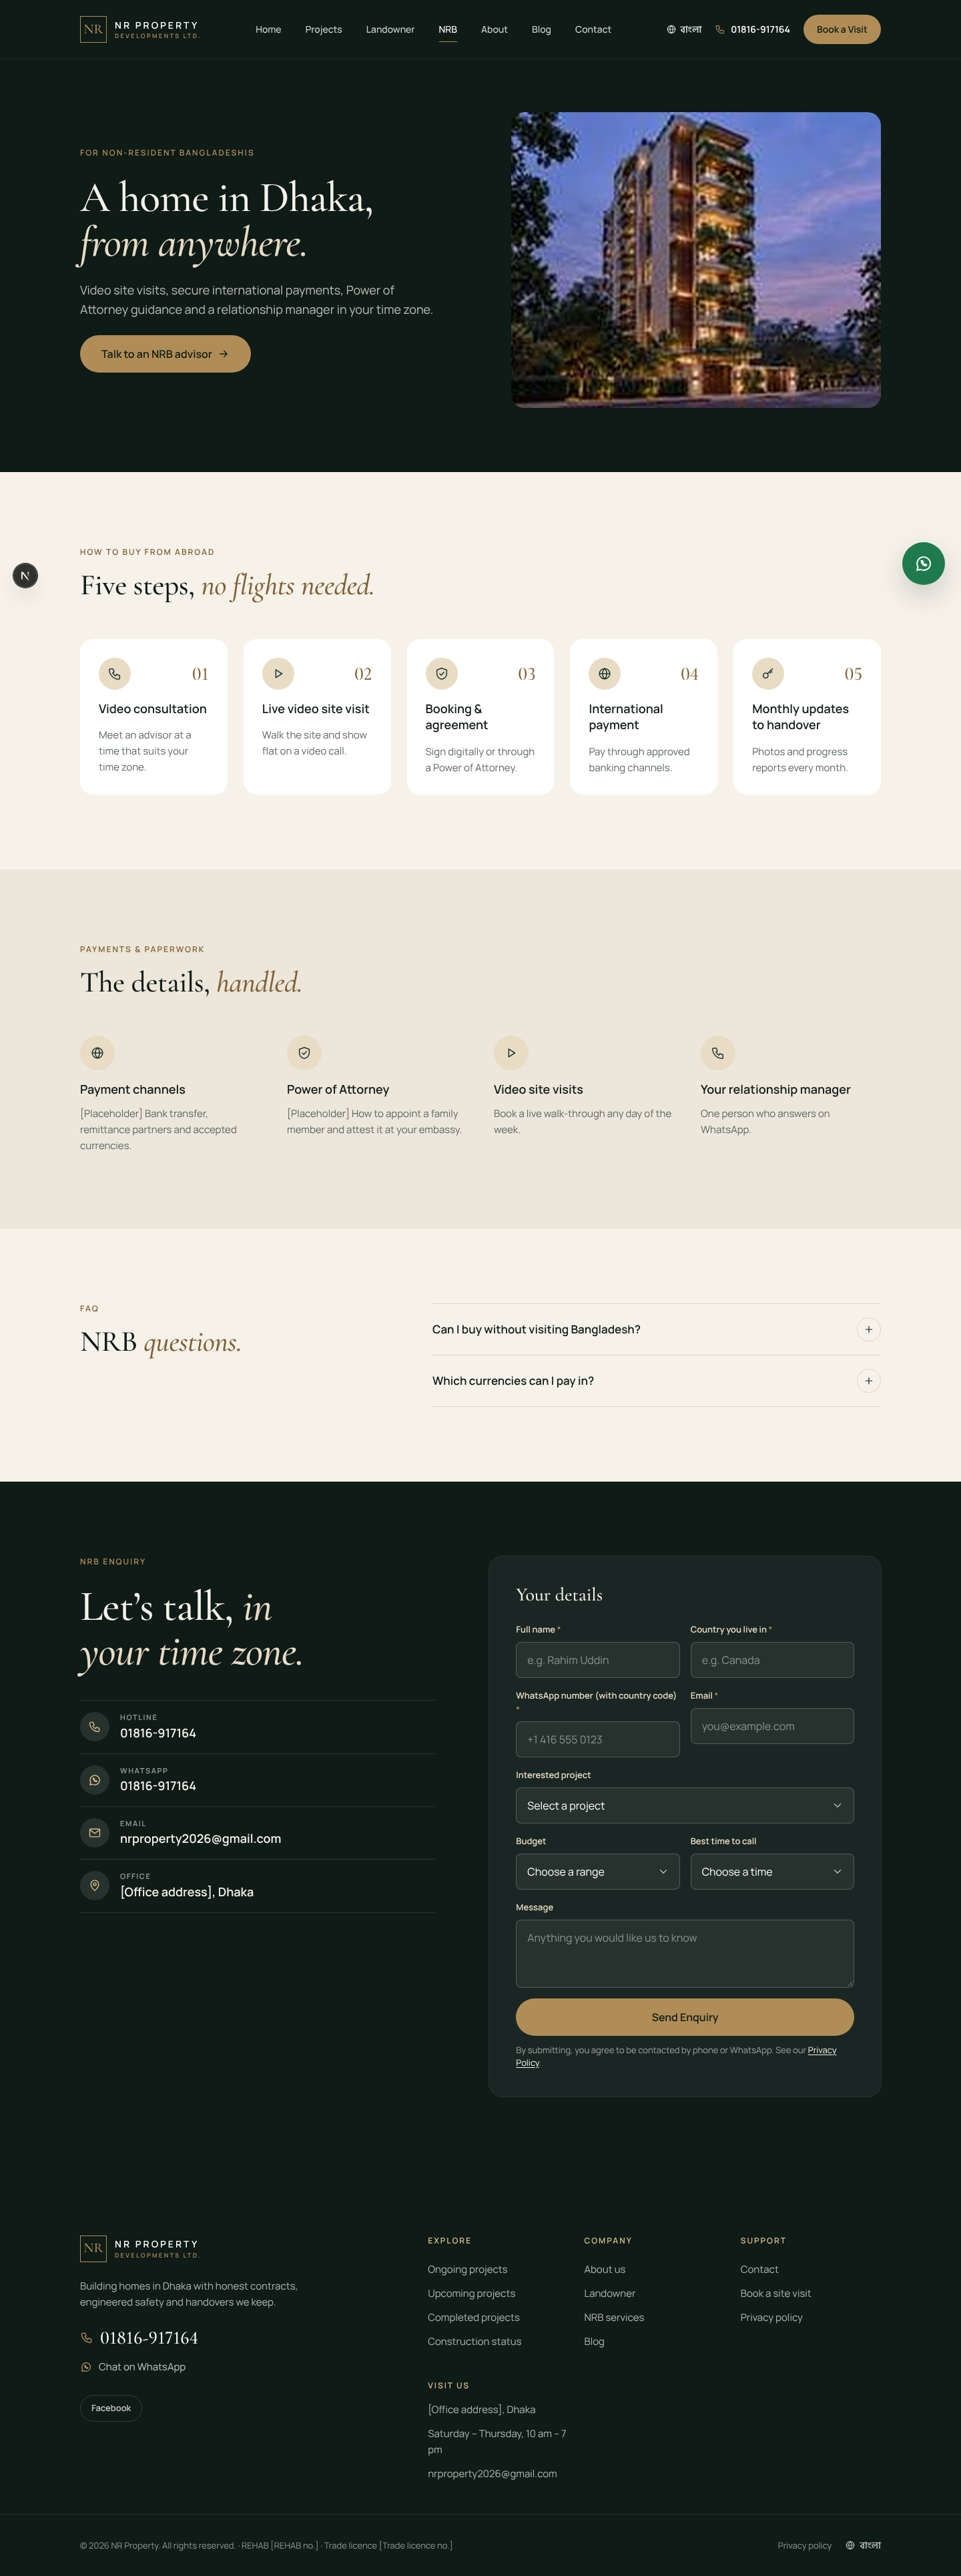 NR
NR PROPERTY
DEVELOPMENTS LTD.
Home
Projects
Landowner
NRB
About
Blog
Contact
বাংলা
01816-917164
Book a Visit
FOR NON-RESIDENT BANGLADESHIS
A home in Dhaka,
from anywhere.
Video site visits, secure international payments, Power of
Attorney guidance and a relationship manager in your time zone.
Talk to an NRB advisor
HOW TO BUY FROM ABROAD
Five steps, no flights needed.
N
01
Video consultation
Meet an advisor at a
time that suits your
time zone.
02
Live video site visit
Walk the site and show
flat on a video call.
03
Booking &
agreement
Sign digitally or through
a Power of Attorney.
04
International
payment
Pay through approved
banking channels.
05
Monthly updates
to handover
Photos and progress
reports every month.
PAYMENTS & PAPERWORK
The details, handled.
Payment channels
[Placeholder] Bank transfer,
remittance partners and accepted
currencies.
Power of Attorney
[Placeholder] How to appoint a family
member and attest it at your embassy.
Video site visits
Book a live walk-through any day of the
week.
Your relationship manager
One person who answers on
WhatsApp.
FAQ
NRB questions.
Can I buy without visiting Bangladesh?
Which currencies can I pay in?
NRB ENQUIRY
Let's talk, in
your time zone.
HOTLINE
01816-917164
WHATSAPP
01816-917164
EMAIL
nrproperty2026@gmail.com
OFFICE
[Office address], Dhaka
Your details
Full name *
e.g. Rahim Uddin
Country you live in *
e.g. Canada
WhatsApp number (with country code)
*
+1 416 555 0123
Email *
you@example.com
Interested project
Select a project
Budget
Choose a range
Best time to call
Choose a time
Message
Anything you would like us to know
Send Enquiry
By submitting, you agree to be contacted by phone or WhatsApp. See our Privacy
Policy
NR
NR PROPERTY
DEVELOPMENTS LTD.
Building homes in Dhaka with honest contracts,
engineered safety and handovers we keep.
01816-917164
Chat on WhatsApp
Facebook
EXPLORE
Ongoing projects
Upcoming projects
Completed projects
Construction status
COMPANY
About us
Landowner
NRB services
Blog
SUPPORT
Contact
Book a site visit
Privacy policy
VISIT US
[Office address], Dhaka
Saturday – Thursday, 10 am – 7
pm
nrproperty2026@gmail.com
© 2026 NR Property. All rights reserved. · REHAB [REHAB no.] · Trade licence [Trade licence no.]
Privacy policy
বাংলা